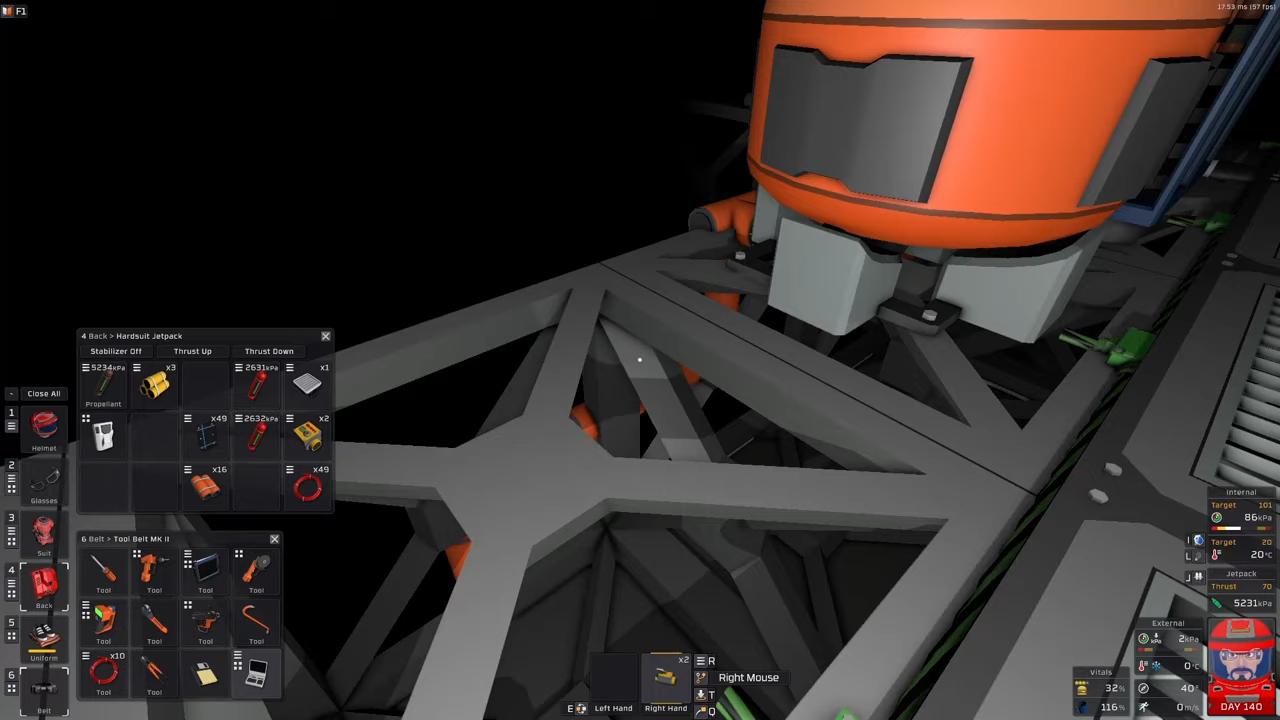 F1
17.53 ms (57 fps)
4 Back > Hardsuit Jetpack
Stabilizer Off
Thrust Up
Thrust Down
5234kPa
x3
2631kPa
x1
Propellant
x49
2632kPa
x2
x16
x49
- Close All
1
Helmet
2
Glasses
3
Suit
4
Back
5
Uniform
6
Belt
6 Belt > Tool Belt MK II
Tool
Tool
Tool
Tool
Tool
Tool
Tool
Tool
x10
Tool
Tool
x2
R
Right Mouse
T
E
Left Hand
Right Hand
Q
Internal
Target 101
86kPa
Target 20
20°C
Jetpack
Thrust 70
5231kPa
External
2kPa
0°C
40°
0m/s
Vitals
32%
116%
DAY 140